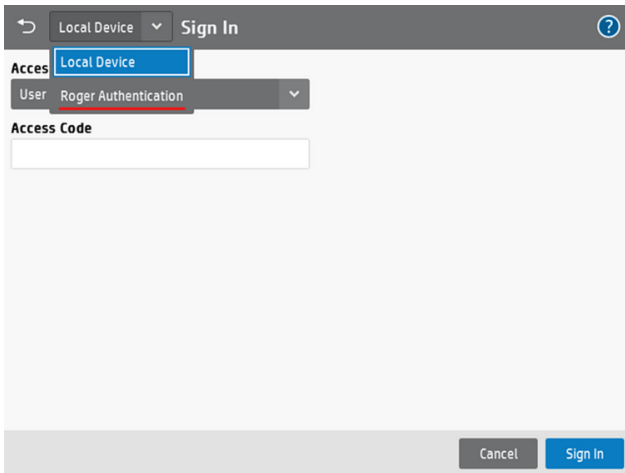 Local Device Sign In ?
Local Device
Acces
User Roger Authentication
Access Code
Cancel Sign In